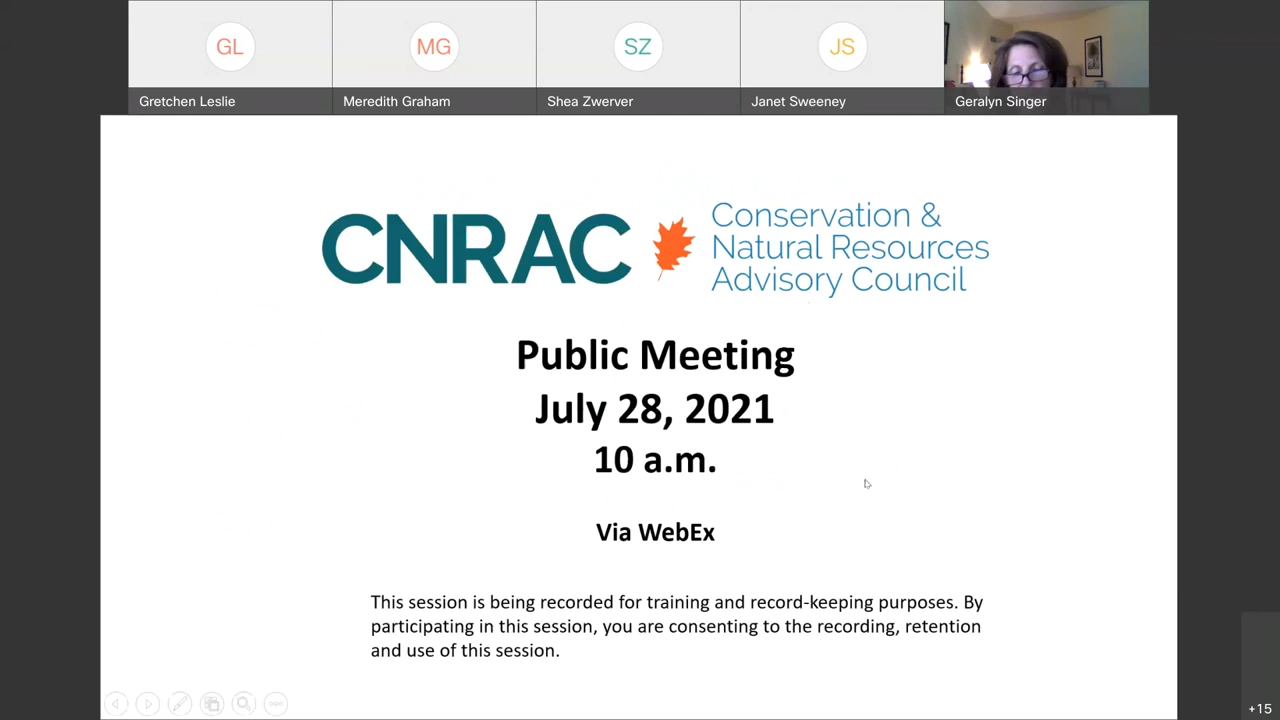 GL
MG
SZ
JS
Gretchen Leslie
Meredith Graham
Shea Zwerver
Janet Sweeney
Geralyn Singer
CNRAC
Conservation &
Natural Resources
Advisory Council
Public Meeting
July 28, 2021
10 a.m.
Via WebEx
This session is being recorded for training and record-keeping purposes. By
participating in this session, you are consenting to the recording, retention
and use of this session.
+15